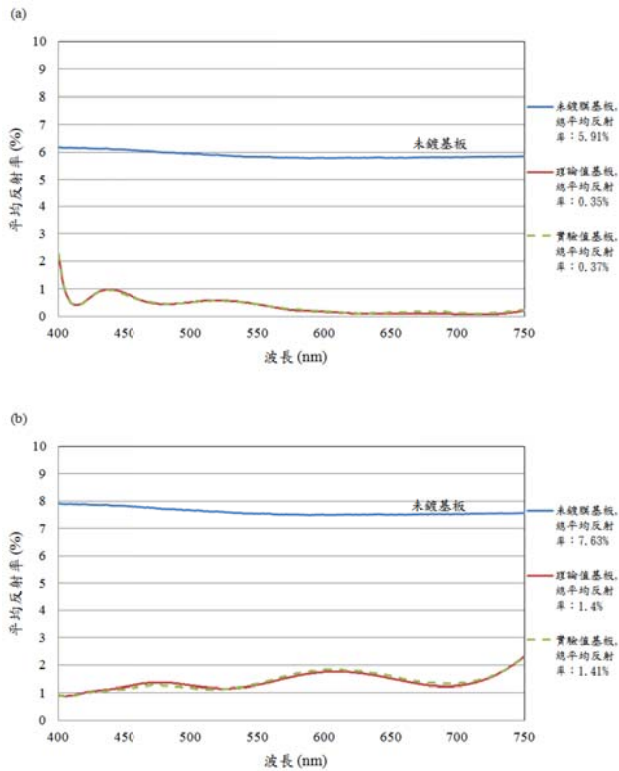 (a)
10
9
8
7
6
5
4
3
2
1
0
平均反射率 (%)
未鍍基板
400
450
500
550
600
650
700
750
波長 (nm)
未鍍膜基板,
總平均反射
率：5.91%
理論值基板,
總平均反射
率：0.35%
實驗值基板,
總平均反射
率：0.37%
(b)
10
9
8
7
6
5
4
3
2
1
0
平均反射率 (%)
未鍍基板
400
450
500
550
600
650
700
750
波長 (nm)
未鍍膜基板,
總平均反射
率：7.63%
理論值基板,
總平均反射
率：1.4%
實驗值基板,
總平均反射
率：1.41%